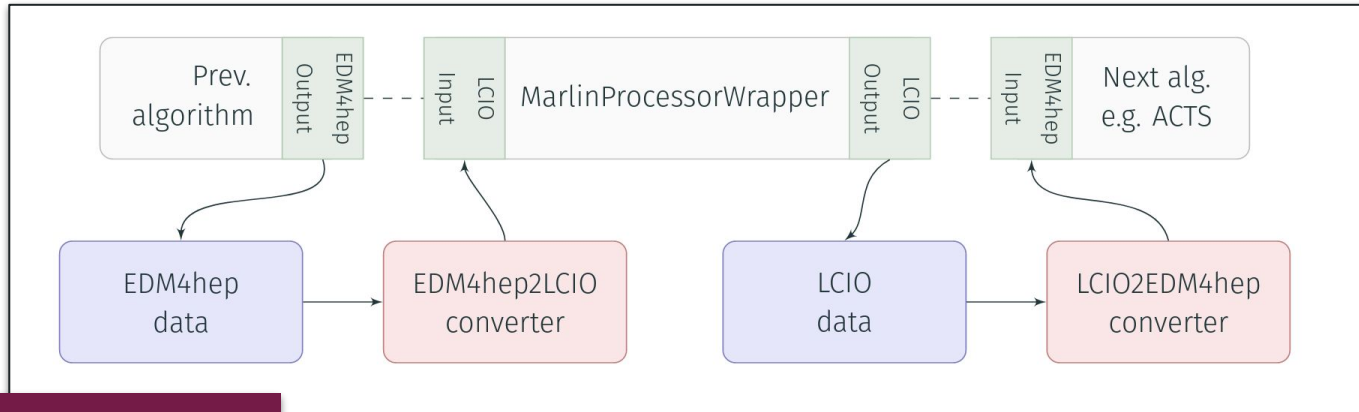 Prev.
algorithm
EDM4hep
Output
LCIO
Input
MarlinProcessorWrapper
LCIO
Output
EDM4hep
Input
Next alg.
e.g. ACTS
EDM4hep
data
EDM4hep2LCIO
converter
LCIO
data
LCIO2EDM4hep
converter